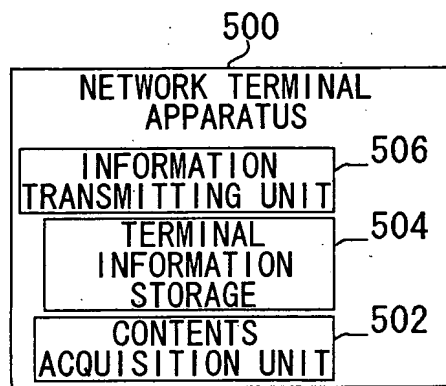 500
NETWORK TERMINAL
APPARATUS
INFORMATION
TRANSMITTING UNIT
506
TERMINAL
INFORMATION
STORAGE
504
CONTENTS
ACQUISITION UNIT
502